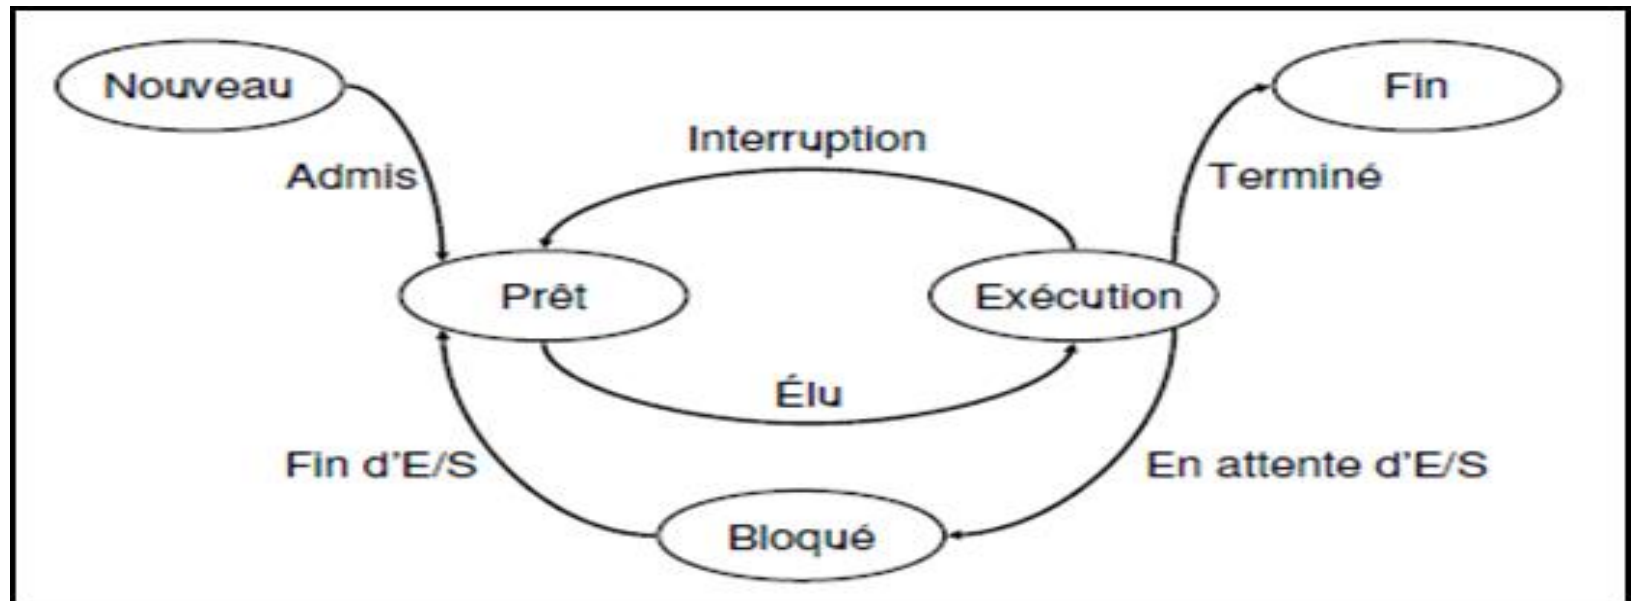 Nouveau
Fin
Interruption
Admis
Terminé
Prêt
Exécution
Élu
Fin d'E/S
En attente d'E/S
Bloqué